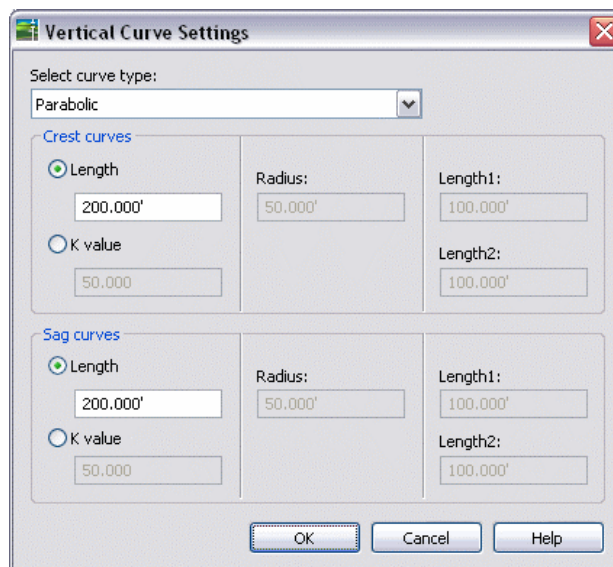 Vertical Curve Settings
Select curve type:
Parabolic
Crest curves
Length
200.000'
K value
50.000
Radius:
50.000'
Length1:
100.000'
Length2:
100.000'
Sag curves
Length
200.000'
K value
50.000
Radius:
50.000'
Length1:
100.000'
Length2:
100.000'
OK
Cancel
Help